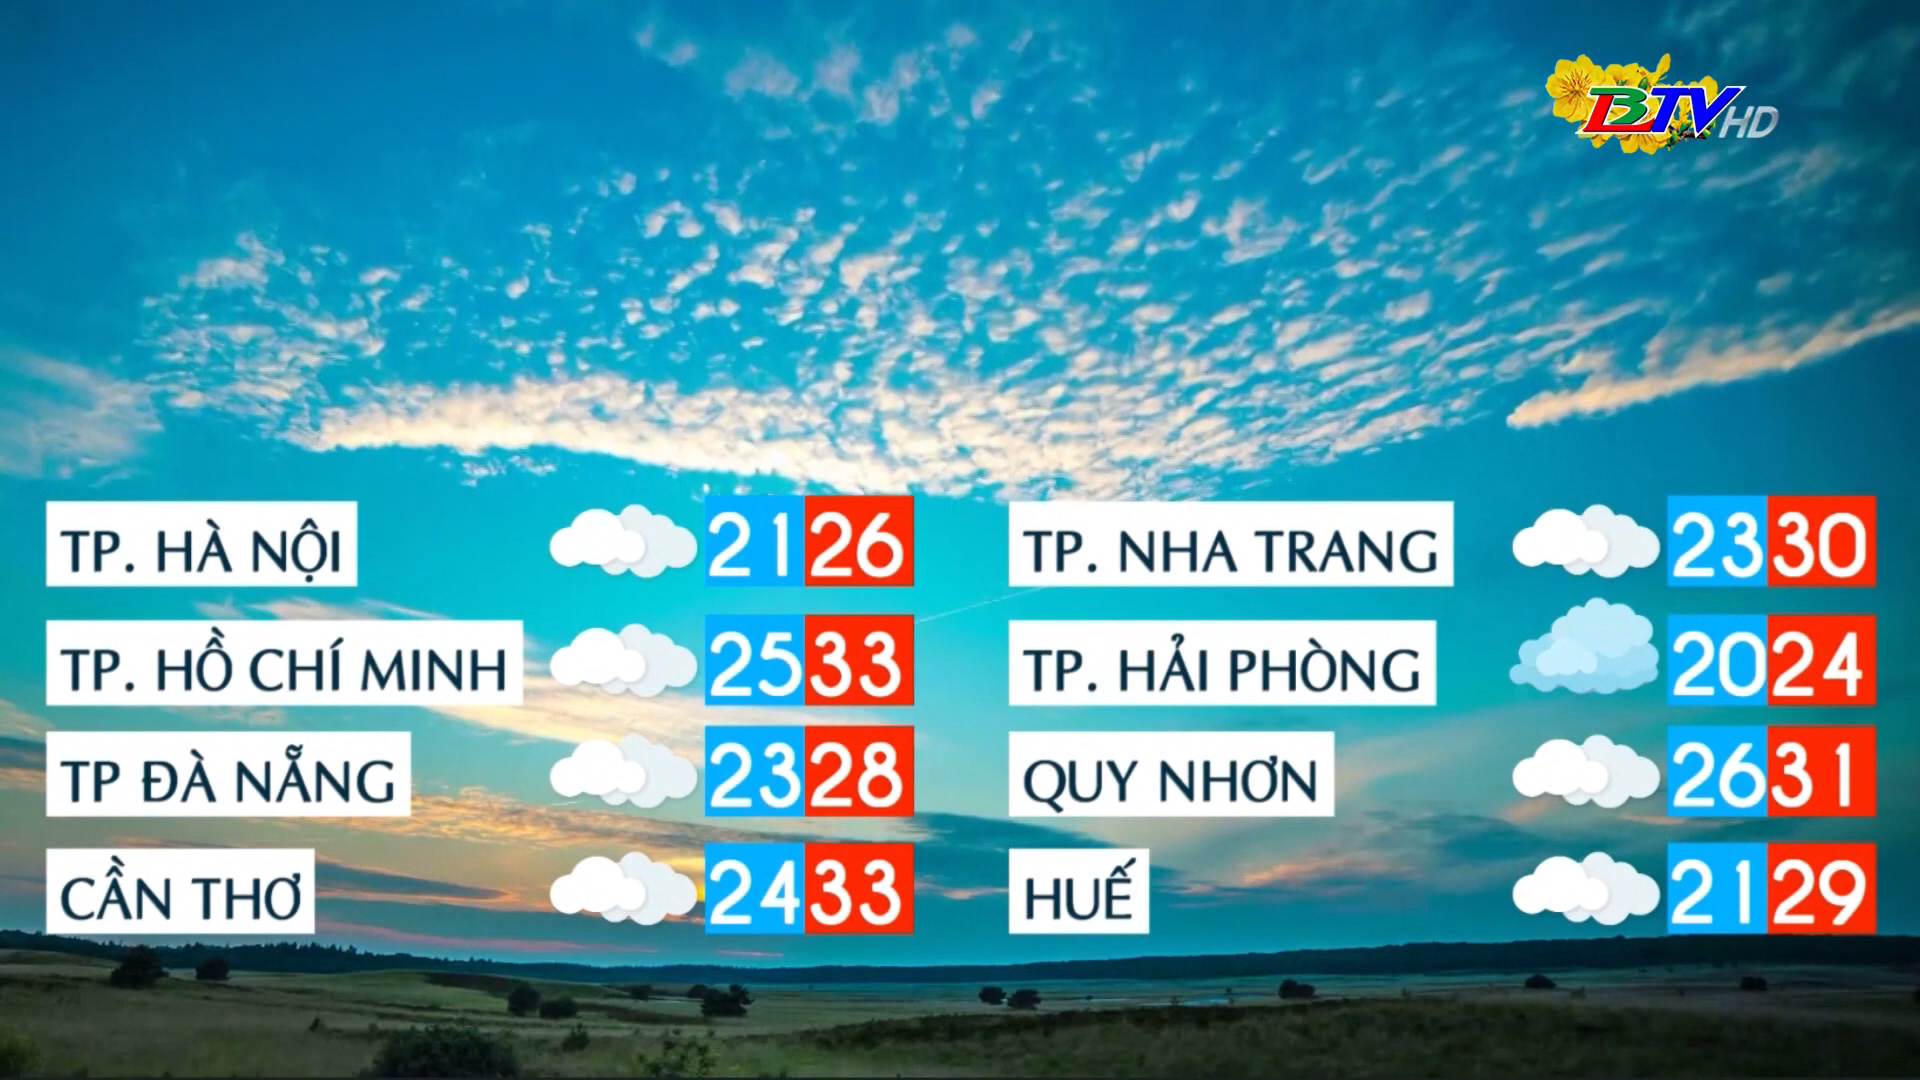 BTV HD
TP. HÀ NỘI 21 26
TP. HỒ CHÍ MINH 25 33
TP ĐÀ NẴNG 23 28
CẦN THƠ 24 33
TP. NHA TRANG 23 30
TP. HẢI PHÒNG 20 24
QUY NHƠN 26 31
HUẾ 21 29